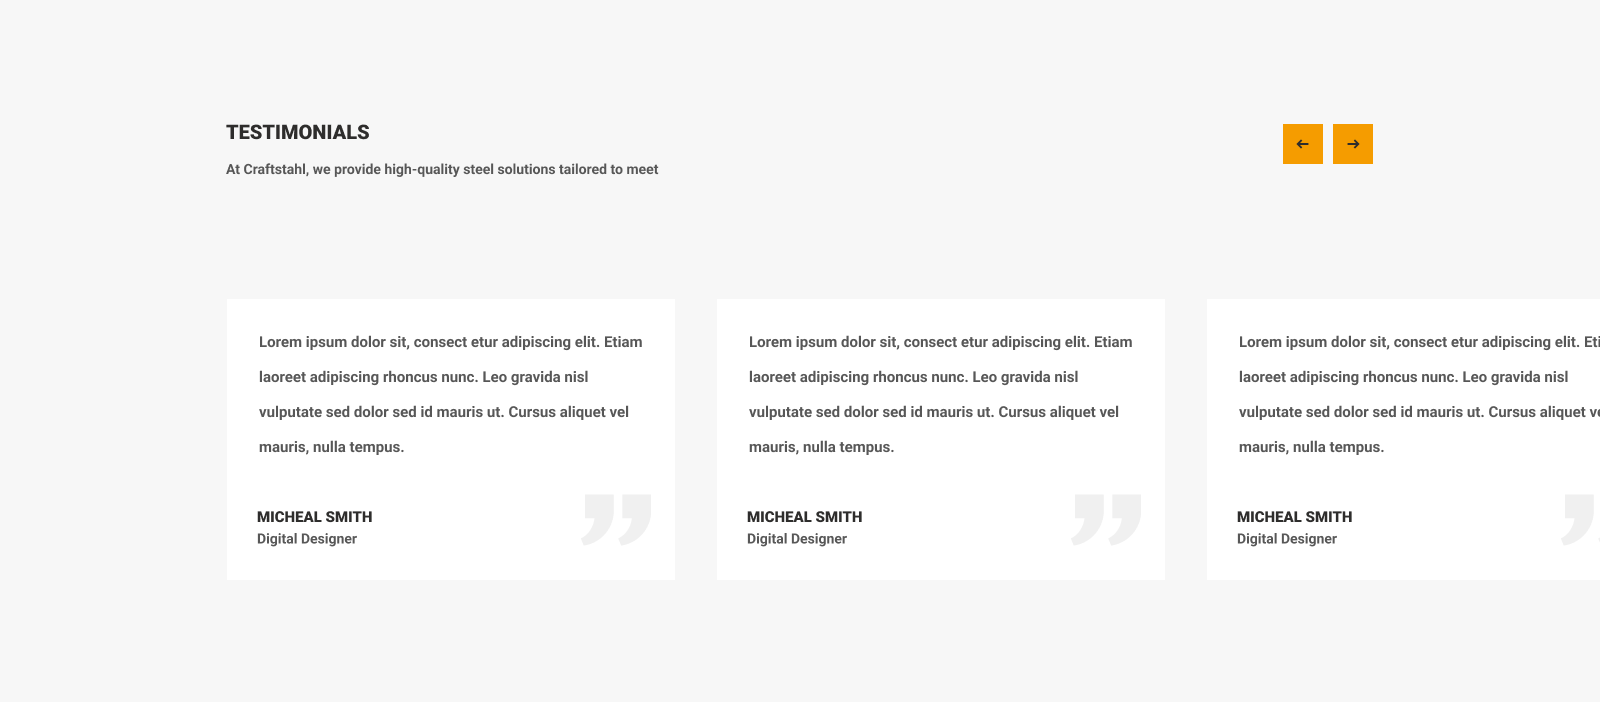 TESTIMONIALS
At Craftstahl, we provide high-quality steel solutions tailored to meet
Lorem ipsum dolor sit, consect etur adipiscing elit. Etiam
laoreet adipiscing rhoncus nunc. Leo gravida nisl
vulputate sed dolor sed id mauris ut. Cursus aliquet vel
mauris, nulla tempus.
MICHEAL SMITH
Digital Designer
Lorem ipsum dolor sit, consect etur adipiscing elit. Etiam
laoreet adipiscing rhoncus nunc. Leo gravida nisl
vulputate sed dolor sed id mauris ut. Cursus aliquet vel
mauris, nulla tempus.
MICHEAL SMITH
Digital Designer
Lorem ipsum dolor sit, consect etur adipiscing elit.
laoreet adipiscing rhoncus nunc. Leo gravida nisl
vulputate sed dolor sed id mauris ut. Cursus aliquet
mauris, nulla tempus.
MICHEAL SMITH
Digital Designer